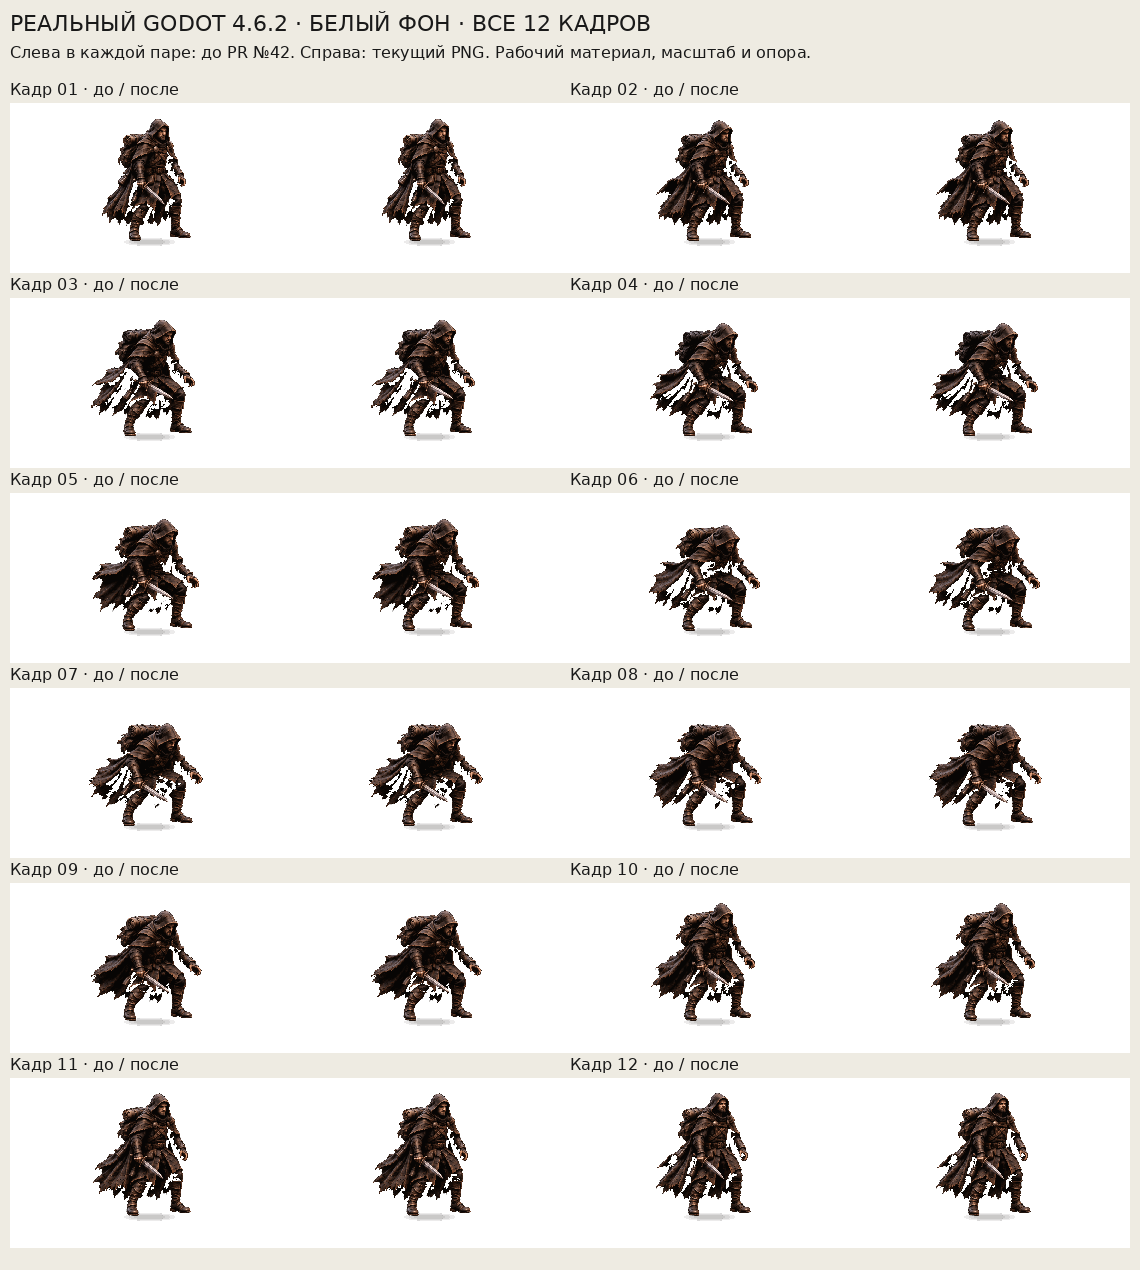 РЕАЛЬНЫЙ GODOT 4.6.2 · БЕЛЫЙ ФОН · ВСЕ 12 КАДРОВ
Слева в каждой паре: до PR №42. Справа: текущий PNG. Рабочий материал, масштаб и опора.
Кадр 01 · до / после
Кадр 02 · до / после
Кадр 03 · до / после
Кадр 04 · до / после
Кадр 05 · до / после
Кадр 06 · до / после
Кадр 07 · до / после
Кадр 08 · до / после
Кадр 09 · до / после
Кадр 10 · до / после
Кадр 11 · до / после
Кадр 12 · до / после